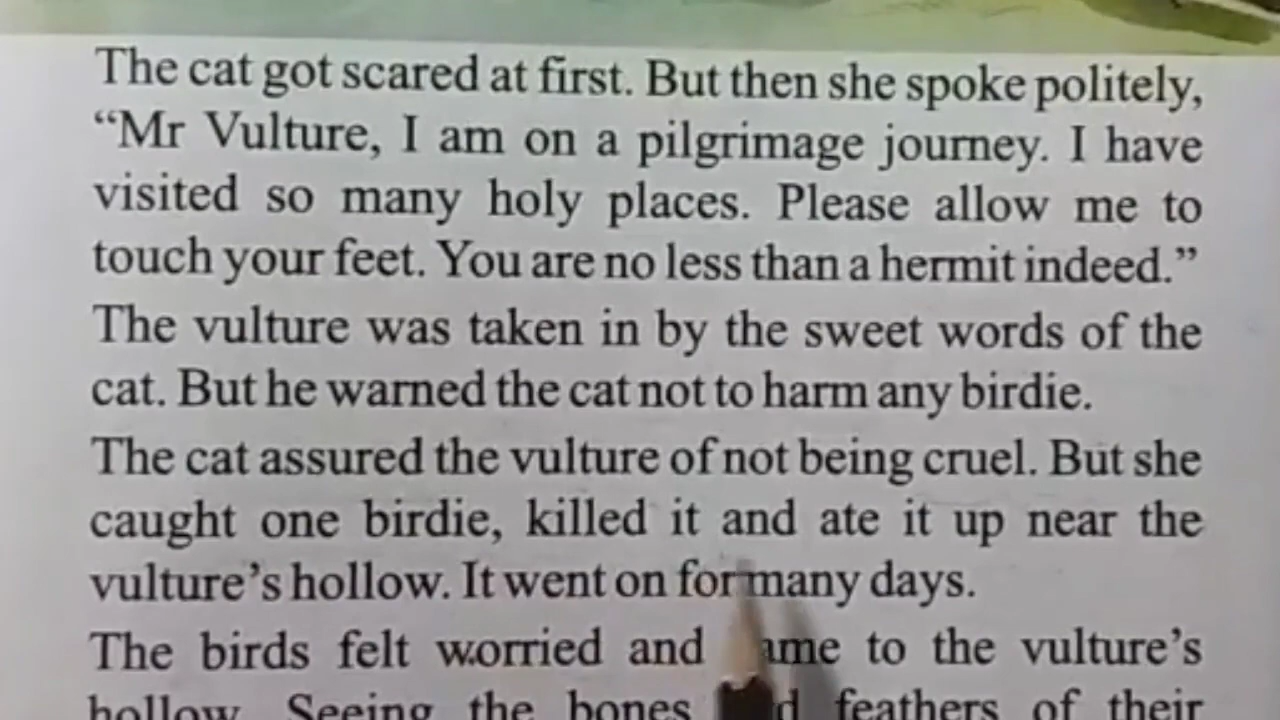 The cat got scared at first. But then she spoke politely,
“Mr Vulture, I am on a pilgrimage journey. I have
visited so many holy places. Please allow me to
touch your feet. You are no less than a hermit indeed.”
The vulture was taken in by the sweet words of the
cat. But he warned the cat not to harm any birdie.
The cat assured the vulture of not being cruel. But she
caught one birdie, killed it and ate it up near the
vulture’s hollow. It went on for many days.
The birds felt worried and to the vulture’s
hollow. Seeing the bones feathers of their